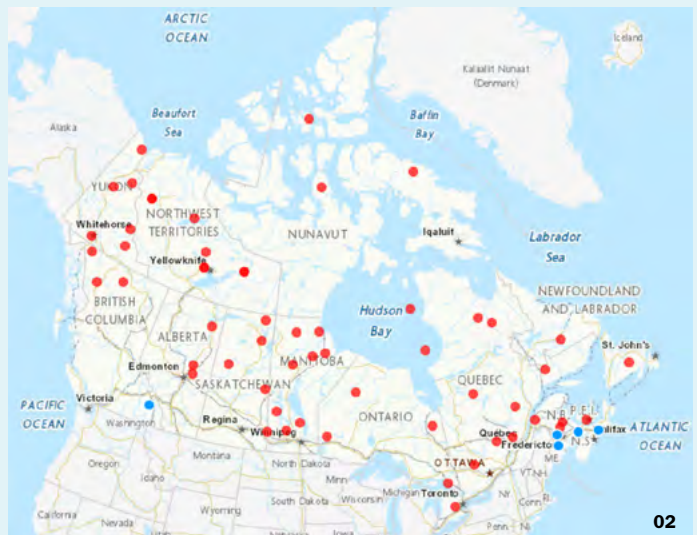 ARCTIC
OCEAN
Iceland
Kalaallit Nunaat
(Denmark)
Beaufort
Sea
Baffin
Bay
Alaska
YUKON
NORTHWEST
TERRITORIES
Whitehorse
NUNAVUT
Iqaluit
Labrador
Sea
Yellowknife
BRITISH
COLUMBIA
Hudson
Bay
NEWFOUNDLAND
AND LABRADOR
ALBERTA
St. John's
MANITOBA
Edmonton
SASKATCHEWAN
QUEBEC
Victoria
PACIFIC
OCEAN
Washington
ONTARIO
N.B.
P.E.I.
Regina
Winnipeg
Québec
Halifax
ATLANTIC
OCEAN
Fredericton
N.S.
ME
Montana
North Dakota
OTTAWA
Oregon
Idaho
Minn
VT
NH
South Dakota
Wisconsin
Michigan
Toronto
NY
Wyoming
Conn
California
Nevada
Iowa
Penn
02